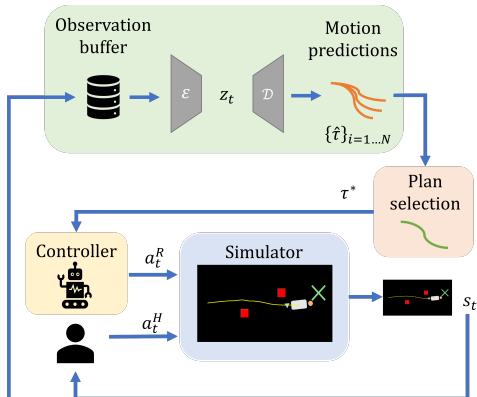 Observation
buffer
Motion
predictions
ℰ
z_t
𝒟
{t̂}_{i=1…N}
Plan
selection
τ*
Controller
Simulator
a_t^R
a_t^H
s_t